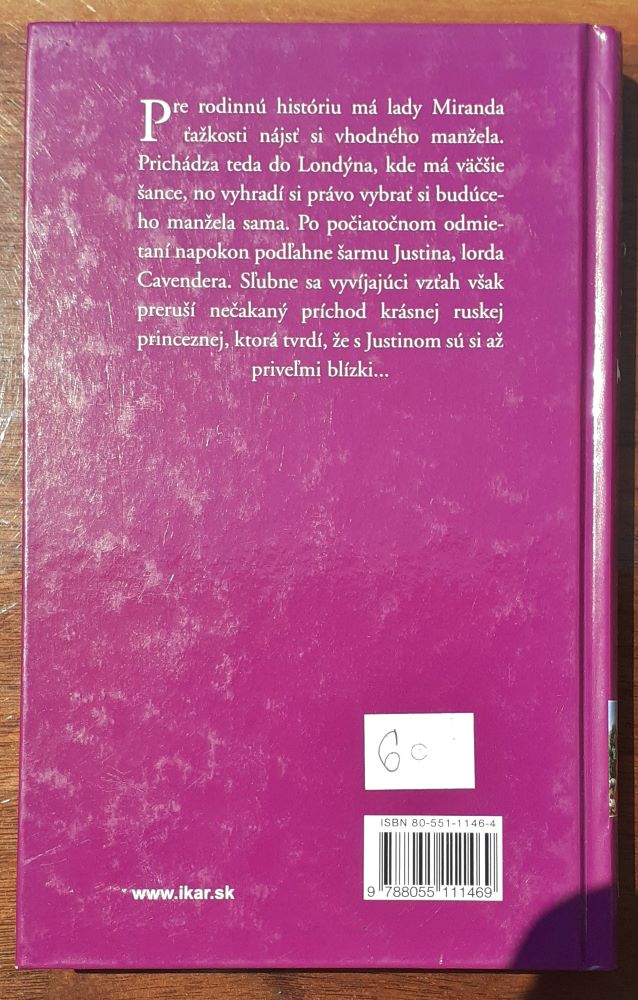 Pre rodinnú históriu má lady Miranda
ťažkosti nájsť si vhodného manžela.
Prichádza teda do Londýna, kde má väčšie
šance, no vyhradí si právo vybrať si budúce-
ho manžela sama. Po počiatočnom odmie-
taní napokon podľahne šarmu Justina, lorda
Cavendera. Sľubne sa vyvíjajúci vzťah však
preruší nečakaný príchod krásnej ruskej
princeznej, ktorá tvrdí, že s Justinom sú si až
priveľmi blízki...
6
ISBN 80-551-1146-4
9 788055 111469
www.ikar.sk